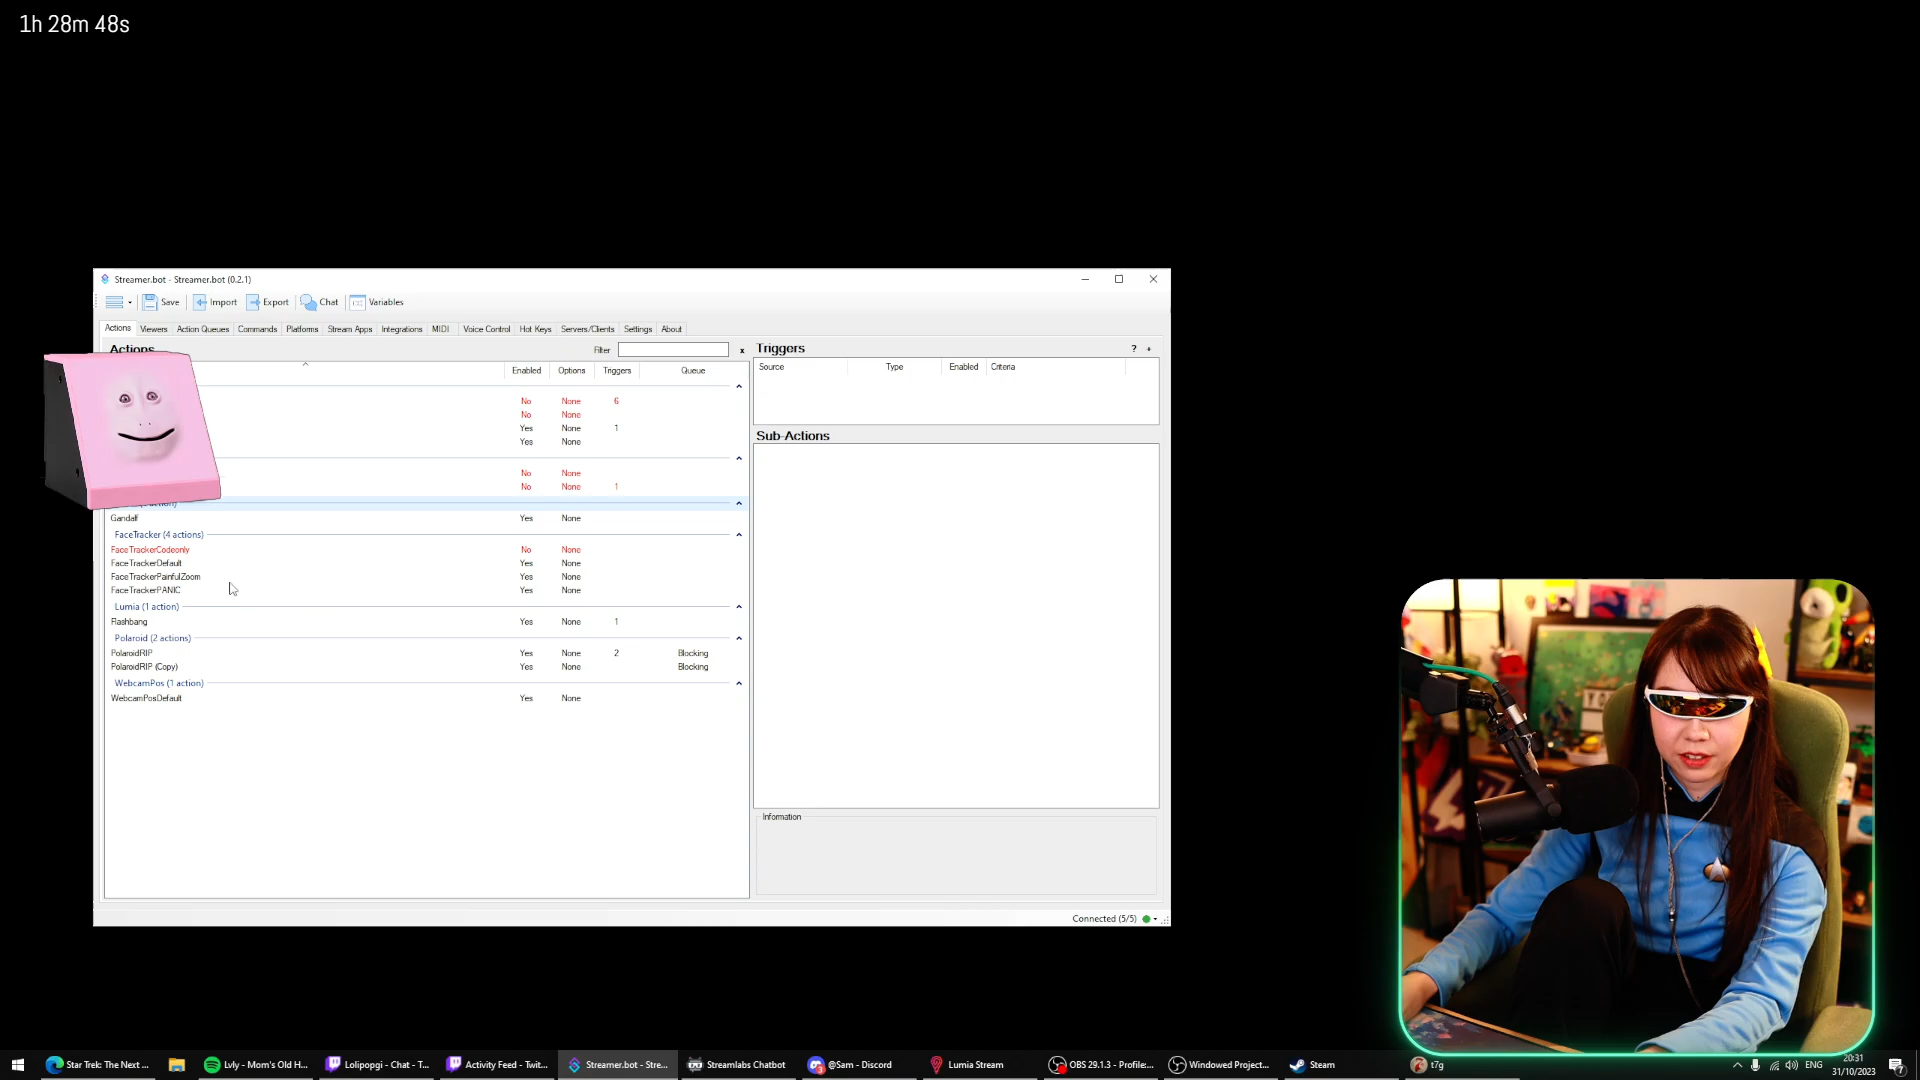 1h 28m 48s
Streamer.bot - Streamer.bot (0.2.1)
Save Import Export Chat Variables
Actions Viewers Action Queues Commands Platforms Stream Apps Integrations MIDI Voice Control Hot Keys Servers/Clients Settings About
Actions Filter x
Enabled Options Triggers Queue
No None 6
No None
Yes None 1
Yes None
No None
No None 1
Gandalf Yes None
FaceTracker (4 actions)
FaceTrackerCodeonly No None
FaceTrackerDefault Yes None
FaceTrackerPainfulZoom Yes None
FaceTrackerPANIC Yes None
Lumia (1 action)
Flashbang Yes None 1
Polaroid (2 actions)
PolaroidRIP Yes None 2 Blocking
PolaroidRIP (Copy) Yes None Blocking
WebcamPos (1 action)
WebcamPosDefault Yes None
Triggers ? +
Source Type Enabled Criteria
Sub-Actions
Information
Connected (5/5)
Star Trek: The Next ... Lvly - Mom's Old H... Lolipopgi - Chat - T... Activity Feed - Twit... Streamer.bot - Stre... Streamlabs Chatbot @Sam - Discord Lumia Stream OBS 29.1.3 - Profile:... Windowed Project... Steam t7g
ENG
20:31
31/10/2023
7